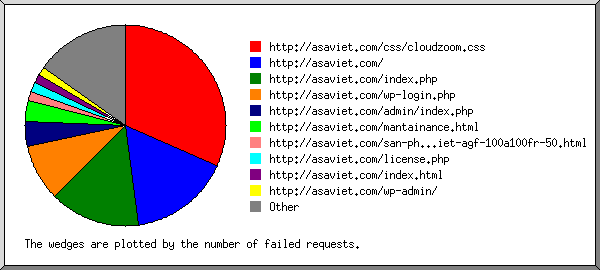 http://asaviet.com/css/cloudzoom.css
http://asaviet.com/
http://asaviet.com/index.php
http://asaviet.com/wp-login.php
http://asaviet.com/admin/index.php
http://asaviet.com/mantainance.html
http://asaviet.com/san-ph...iet-agf-100a100fr-50.html
http://asaviet.com/license.php
http://asaviet.com/index.html
http://asaviet.com/wp-admin/
Other
The wedges are plotted by the number of failed requests.